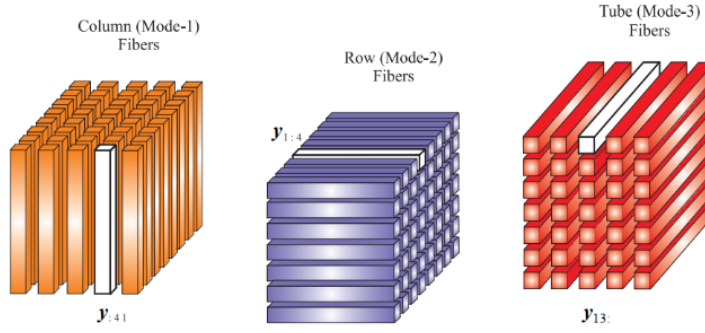 Column (Mode-1)
Fibers
Row (Mode-2)
Fibers
Tube (Mode-3)
Fibers
y1:4
y:41
y13: